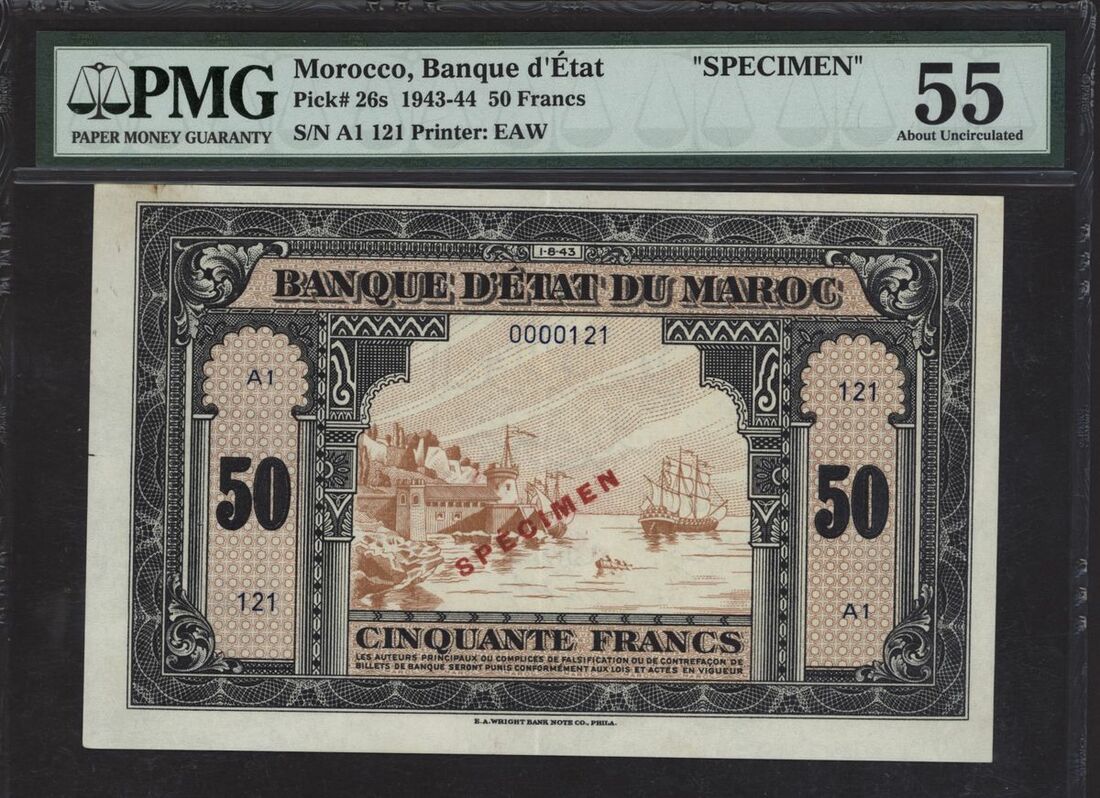 PMG
PAPER MONEY GUARANTY
Morocco, Banque d'État "SPECIMEN"
Pick# 26s 1943-44 50 Francs
S/N A1 121 Printer: EAW
55
About Uncirculated
1-8-43
BANQUE D'ÉTAT DU MAROC
0000121
A1
121
50
50
SPECIMEN
121
A1
CINQUANTE FRANCS
LES AUTEURS PRINCIPAUX OU COMPLICES DE FALSIFICATION OU DE CONTREFAÇON DE
BILLETS DE BANQUE SERONT PUNIS CONFORMÉMENT AUX LOIS ET ACTES EN VIGUEUR
E.A.WRIGHT BANK NOTE CO., PHILA.